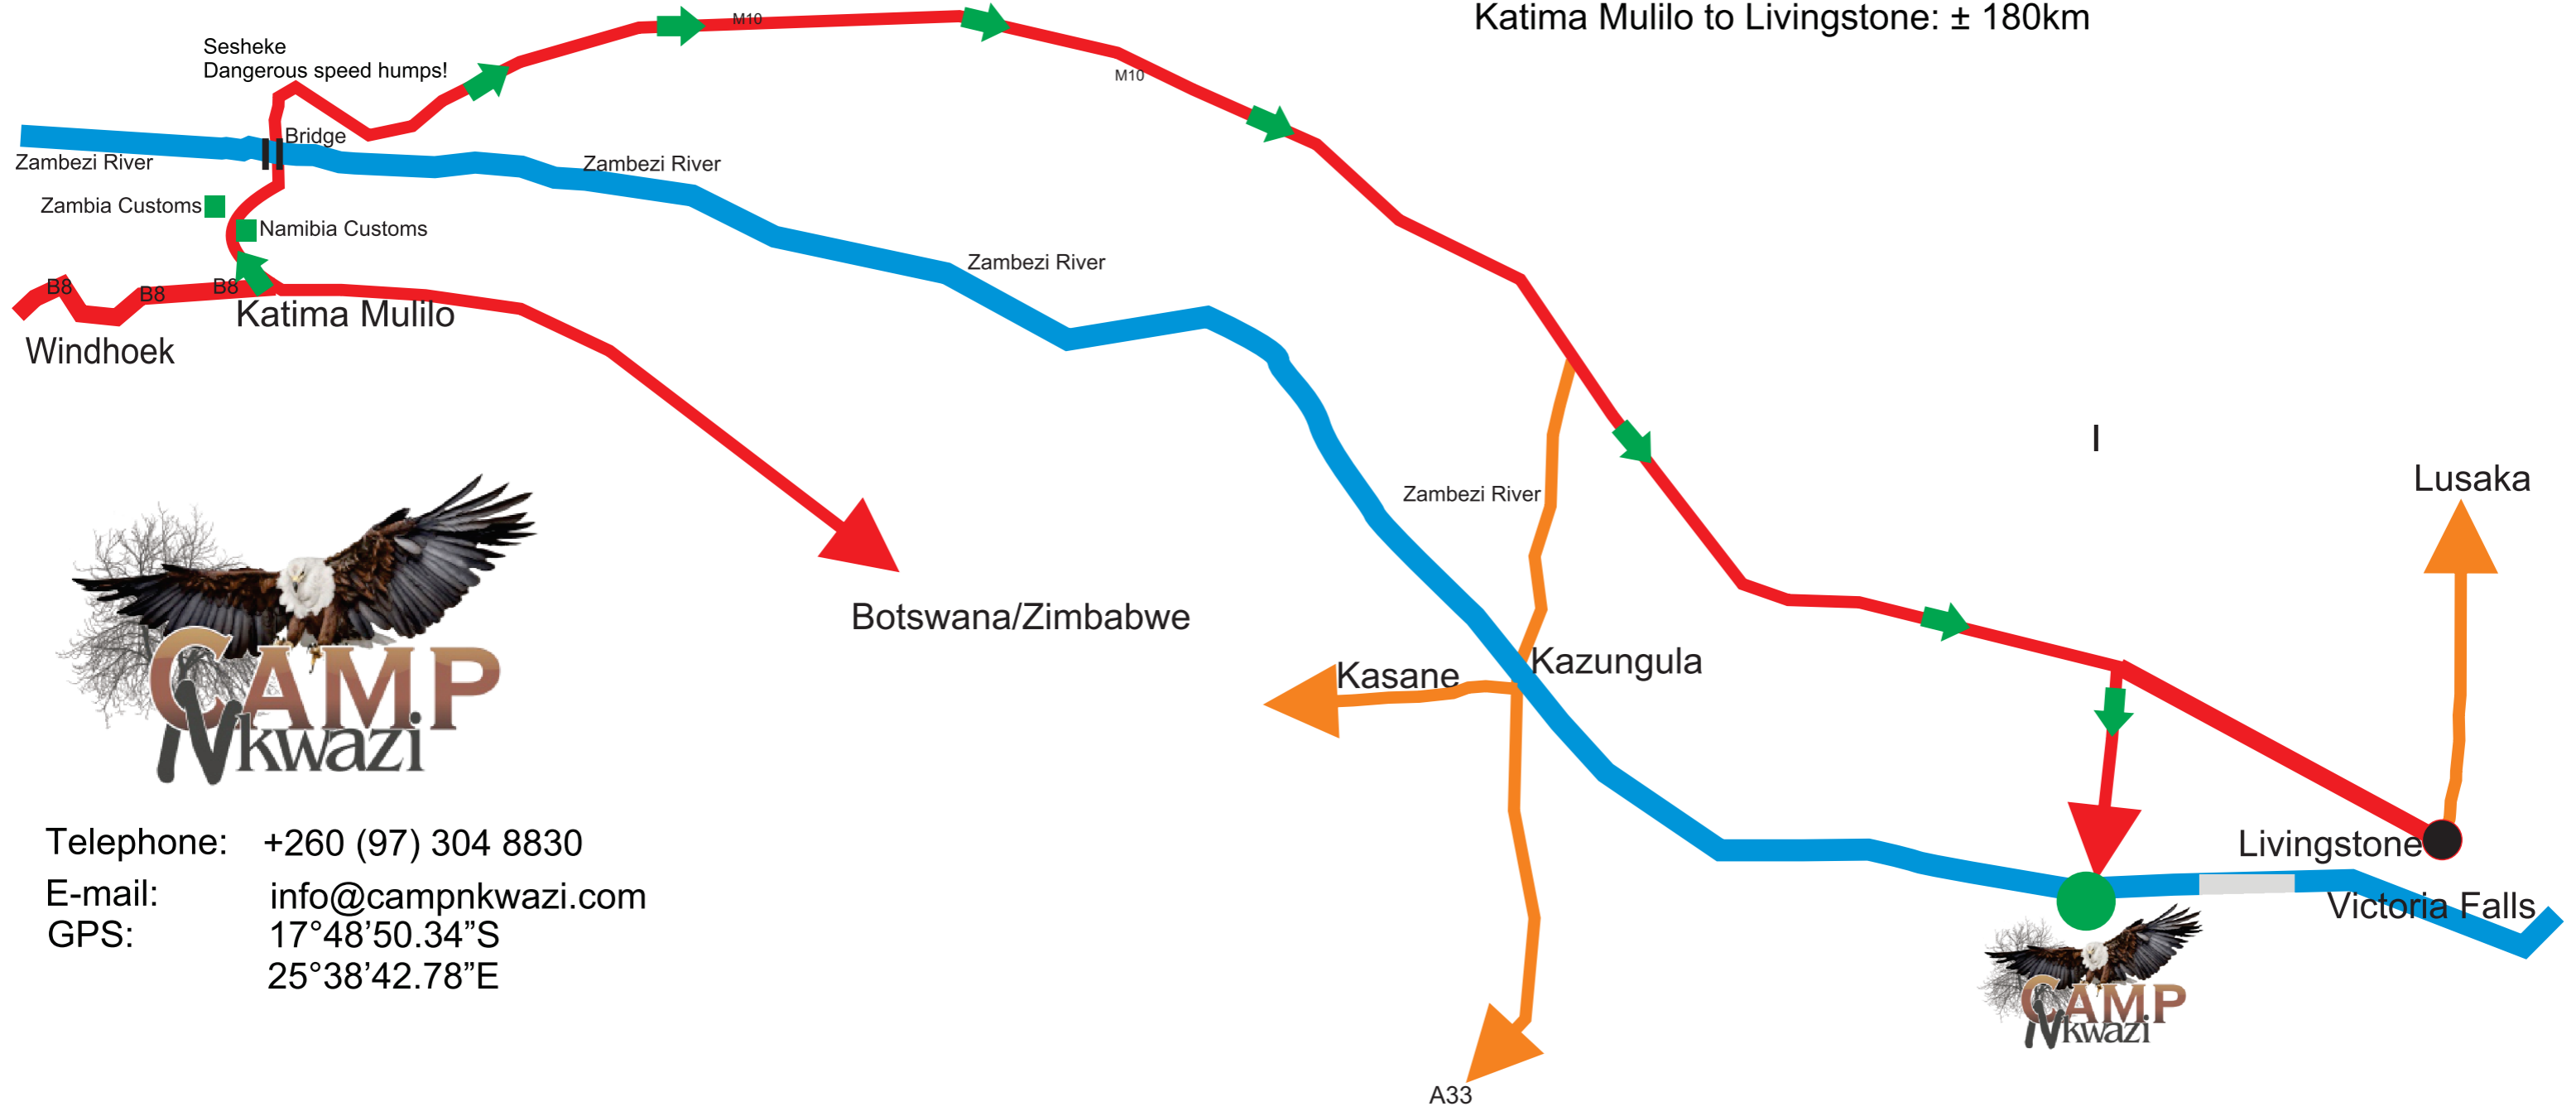 Katima Mulilo to Livingstone: ± 180km
M10
Sesheke
Dangerous speed humps!
M10
Bridge
Zambezi River
Zambezi River
Zambia Customs
Namibia Customs
Zambezi River
B8
B8
B8
Katima Mulilo
Windhoek
I
Lusaka
Zambezi River
Botswana/Zimbabwe
Kazungula
Kasane
CAMP
Nkwazi
Livingstone
Victoria Falls
Telephone: +260 (97) 304 8830
E-mail: info@campnkwazi.com
GPS: 17°48’50.34”S
25°38’42.78”E
CAMP
Nkwazi
A33